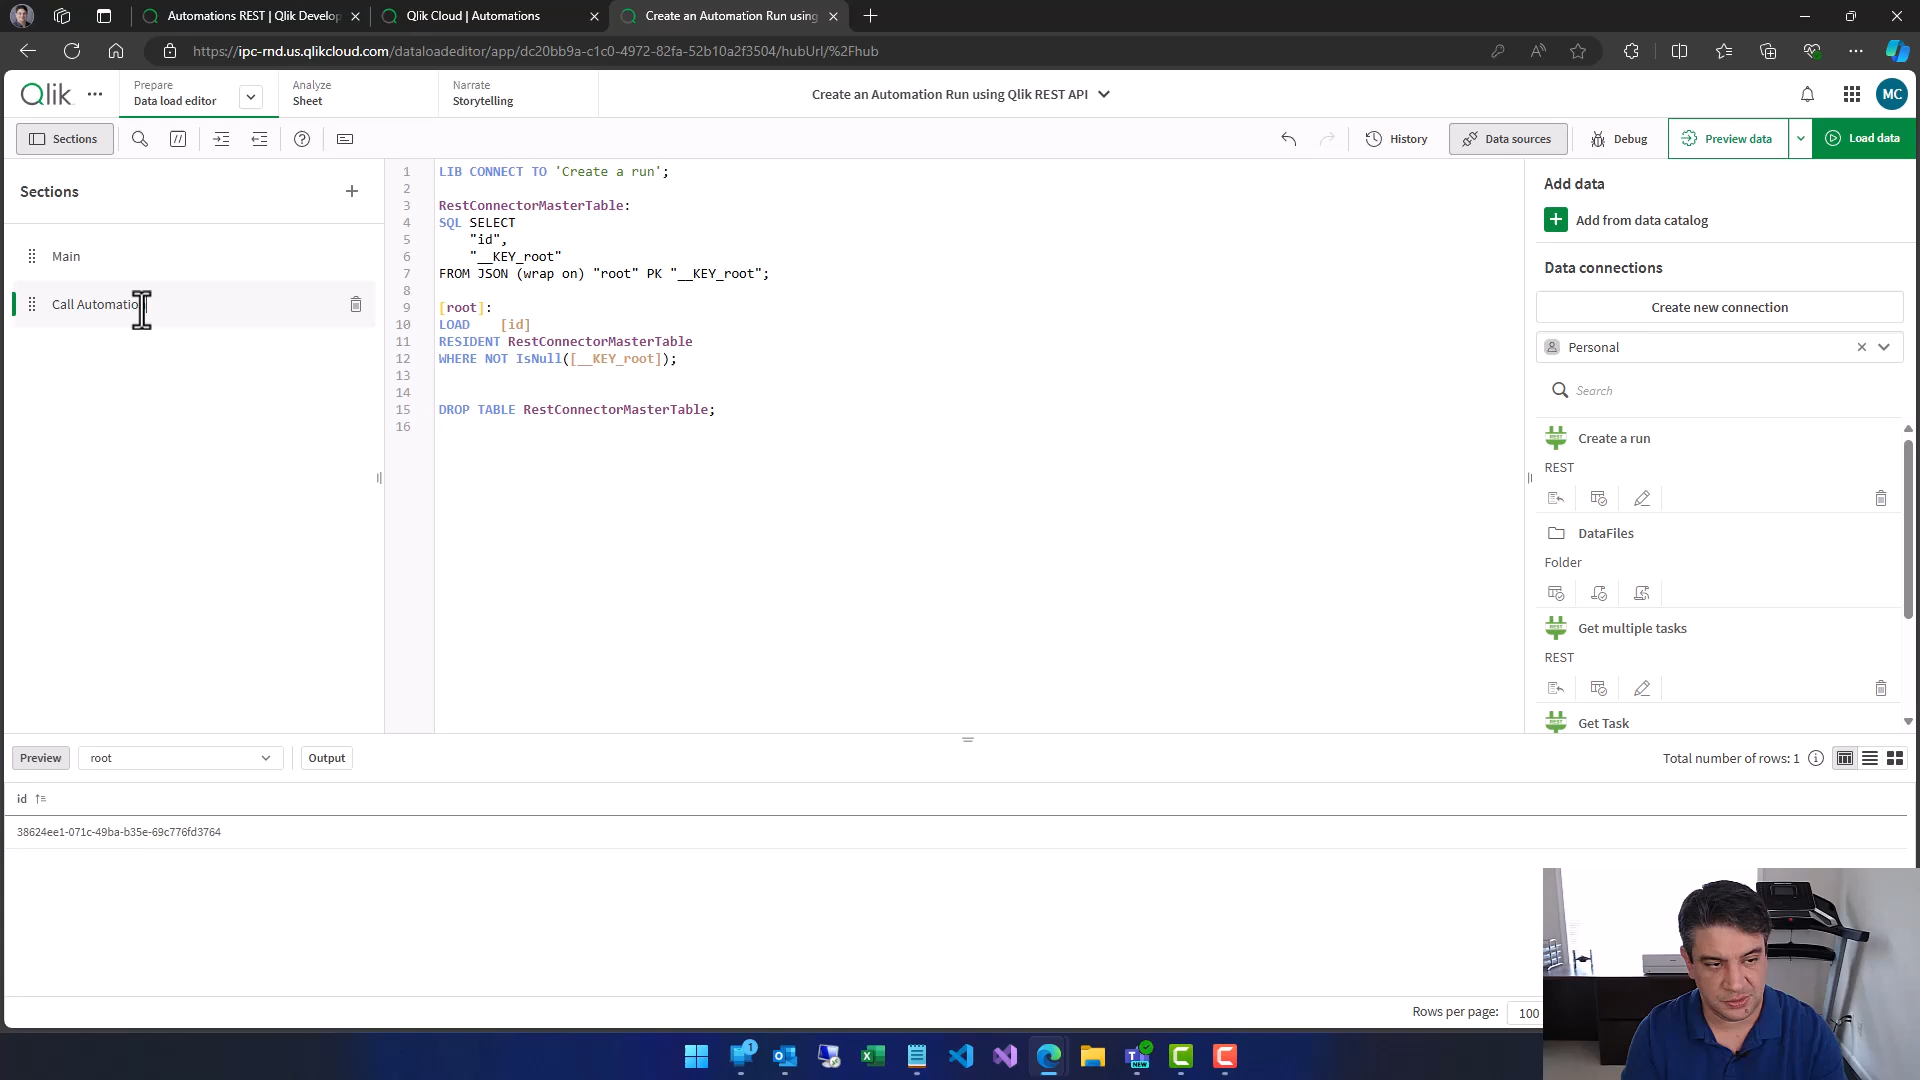 Automations REST | Qlik Develop
Qlik Cloud | Automations
Create an Automation Run using
https://ipc-rnd.us.qlikcloud.com/dataloadeditor/app/dc20bb9a-c1c0-4972-82fa-52b10a2f3504/hubUrl/%2Fhub
Qlik
Prepare
Data load editor
Analyze
Sheet
Narrate
Storytelling
Create an Automation Run using Qlik REST API
MC
Sections
History
Data sources
Debug
Preview data
Load data
Sections
Main
Call Automation
1 LIB CONNECT TO 'Create a run';
2
3 RestConnectorMasterTable:
4 SQL SELECT
5 "id",
6 "__KEY_root"
7 FROM JSON (wrap on) "root" PK "__KEY_root";
8
9 [root]:
10 LOAD [id]
11 RESIDENT RestConnectorMasterTable
12 WHERE NOT IsNull([__KEY_root]);
13
14
15 DROP TABLE RestConnectorMasterTable;
16
Add data
Add from data catalog
Data connections
Create new connection
Personal
Search
Create a run
REST
DataFiles
Folder
Get multiple tasks
REST
Get Task
Preview
root
Output
Total number of rows: 1
id
38624ee1-071c-49ba-b35e-69c776fd3764
Rows per page:
100